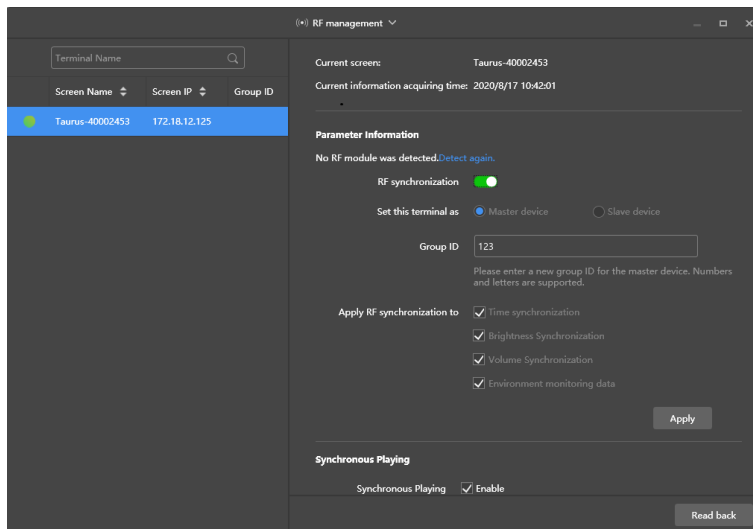 RF management
Terminal Name
Screen Name Screen IP Group ID
Taurus-40002453 172.18.12.125
Current screen: Taurus-40002453
Current information acquiring time: 2020/8/17 10:42:01
Parameter Information
No RF module was detected.Detect again.
RF synchronization
Set this terminal as Master device Slave device
Group ID 123
Please enter a new group ID for the master device. Numbers
and letters are supported.
Apply RF synchronization to Time synchronization
Brightness Synchronization
Volume Synchronization
Environment monitoring data
Apply
Synchronous Playing
Synchronous Playing Enable
Read back